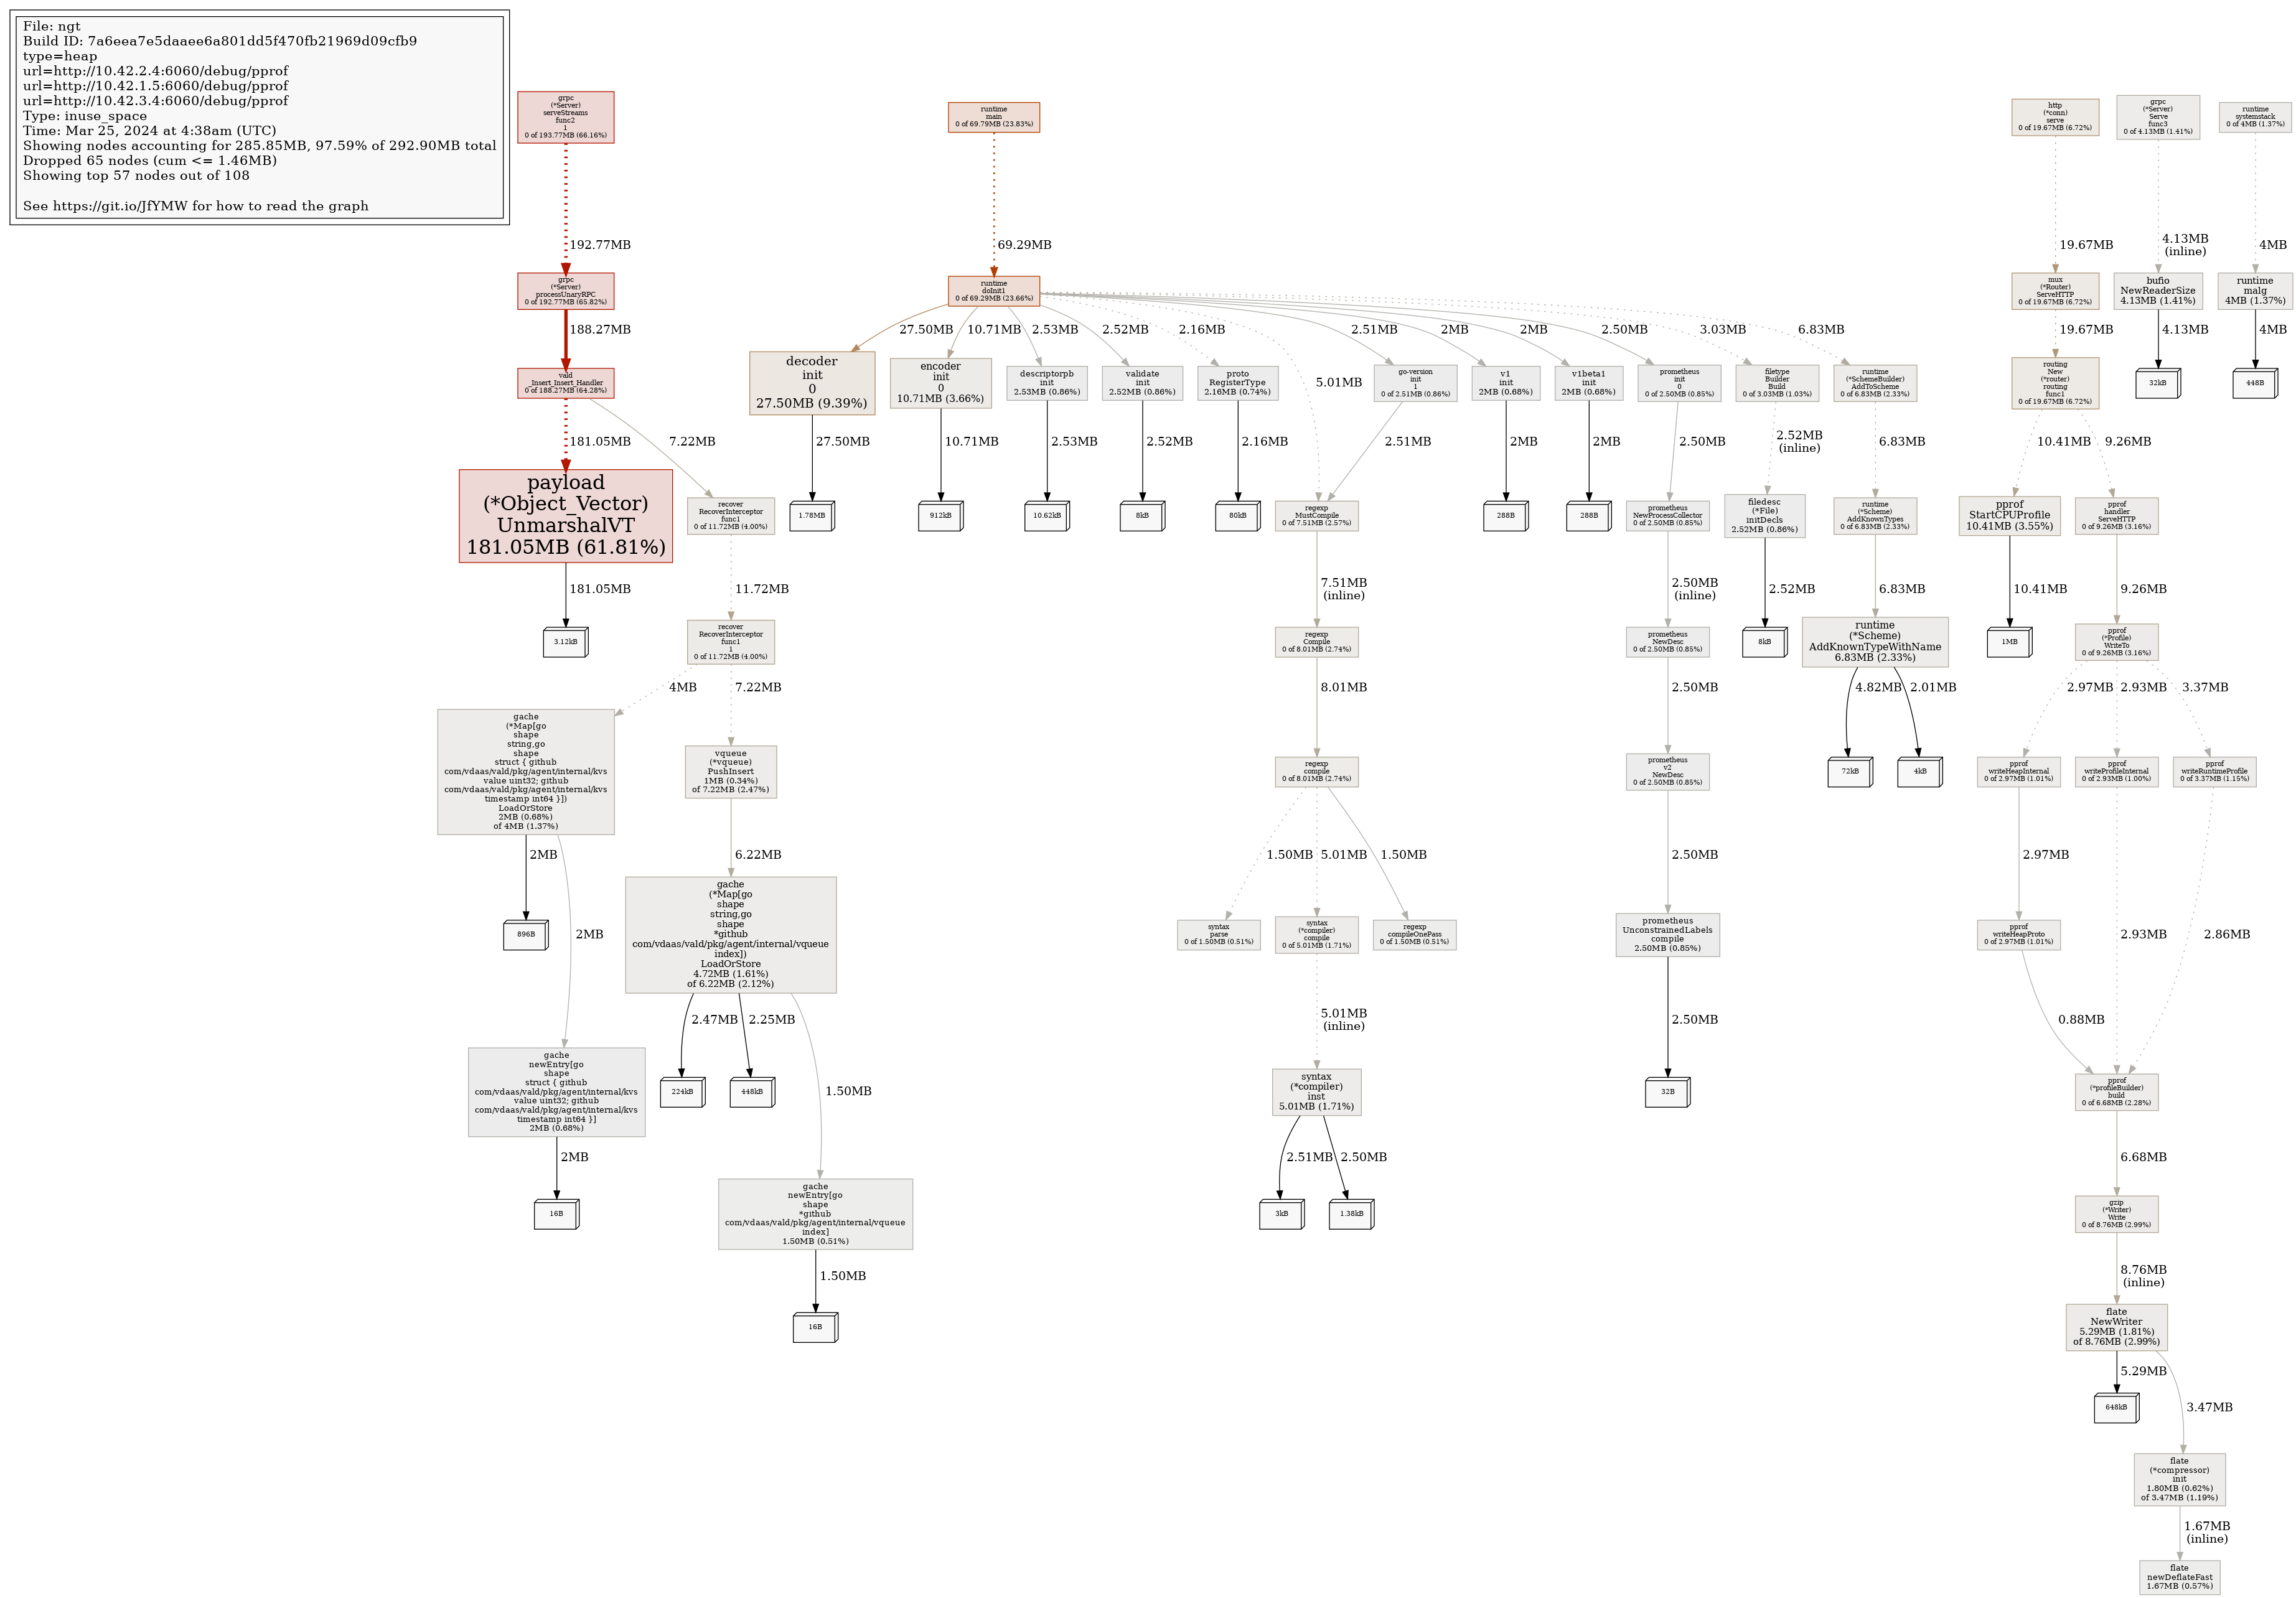 File: ngt
Build ID: 7a6eea7e5daaee6a801dd5f470fb21969d09cfb9
type=heap
url=http://10.42.2.4:6060/debug/pprof
url=http://10.42.1.5:6060/debug/pprof
url=http://10.42.3.4:6060/debug/pprof
Type: inuse_space
Time: Mar 25, 2024 at 4:38am (UTC)
Showing nodes accounting for 285.85MB, 97.59% of 292.90MB total
Dropped 65 nodes (cum <= 1.46MB)
Showing top 57 nodes out of 108
See https://git.io/JfYMW for how to read the graph
grpc
(*Server)
serveStreams
func2
1
0 of 193.77MB (66.16%)
192.77MB
grpc
(*Server)
processUnaryRPC
0 of 192.77MB (65.82%)
188.27MB
vald
_Insert_Insert_Handler
0 of 188.27MB (64.28%)
181.05MB
7.22MB
payload
(*Object_Vector)
UnmarshalVT
181.05MB (61.81%)
181.05MB
3.12kB
recover
RecoverInterceptor
func1
0 of 11.72MB (4.00%)
11.72MB
recover
RecoverInterceptor
func1
1
0 of 11.72MB (4.00%)
4MB
7.22MB
gache
(*Map[go
shape
string,go
shape
struct { github
com/vdaas/vald/pkg/agent/internal/kvs
value uint32; github
com/vdaas/vald/pkg/agent/internal/kvs
timestamp int64 }])
LoadOrStore
2MB (0.68%)
of 4MB (1.37%)
2MB
896B
2MB
gache
newEntry[go
shape
struct { github
com/vdaas/vald/pkg/agent/internal/kvs
value uint32; github
com/vdaas/vald/pkg/agent/internal/kvs
timestamp int64 }]
2MB (0.68%)
2MB
16B
vqueue
(*vqueue)
PushInsert
1MB (0.34%)
of 7.22MB (2.47%)
6.22MB
gache
(*Map[go
shape
string,go
shape
*github
com/vdaas/vald/pkg/agent/internal/vqueue
index])
LoadOrStore
4.72MB (1.61%)
of 6.22MB (2.12%)
2.47MB
2.25MB
224kB
448kB
1.50MB
gache
newEntry[go
shape
*github
com/vdaas/vald/pkg/agent/internal/vqueue
index]
1.50MB (0.51%)
1.50MB
16B
runtime
main
0 of 69.79MB (23.83%)
69.29MB
runtime
doInit1
0 of 69.29MB (23.66%)
27.50MB
10.71MB
2.53MB
2.52MB
2.16MB
5.01MB
2.51MB
2MB
2MB
2.50MB
3.03MB
6.83MB
decoder
init
0
27.50MB (9.39%)
27.50MB
1.78MB
encoder
init
0
10.71MB (3.66%)
10.71MB
912kB
descriptorpb
init
2.53MB (0.86%)
2.53MB
10.62kB
validate
init
2.52MB (0.86%)
2.52MB
8kB
proto
RegisterType
2.16MB (0.74%)
2.16MB
80kB
go-version
init
1
0 of 2.51MB (0.86%)
2.51MB
regexp
MustCompile
0 of 7.51MB (2.57%)
7.51MB
(inline)
regexp
Compile
0 of 8.01MB (2.74%)
8.01MB
regexp
compile
0 of 8.01MB (2.74%)
1.50MB
5.01MB
1.50MB
syntax
parse
0 of 1.50MB (0.51%)
syntax
(*compiler)
compile
0 of 5.01MB (1.71%)
regexp
compileOnePass
0 of 1.50MB (0.51%)
5.01MB
(inline)
syntax
(*compiler)
inst
5.01MB (1.71%)
2.51MB
2.50MB
3kB
1.38kB
v1
init
2MB (0.68%)
2MB
288B
v1beta1
init
2MB (0.68%)
2MB
288B
prometheus
init
0
0 of 2.50MB (0.85%)
2.50MB
prometheus
NewProcessCollector
0 of 2.50MB (0.85%)
2.50MB
(inline)
prometheus
NewDesc
0 of 2.50MB (0.85%)
2.50MB
prometheus
v2
NewDesc
0 of 2.50MB (0.85%)
2.50MB
prometheus
UnconstrainedLabels
compile
2.50MB (0.85%)
2.50MB
32B
filetype
Builder
Build
0 of 3.03MB (1.03%)
2.52MB
(inline)
filedesc
(*File)
initDecls
2.52MB (0.86%)
2.52MB
8kB
runtime
(*SchemeBuilder)
AddToScheme
0 of 6.83MB (2.33%)
6.83MB
runtime
(*Scheme)
AddKnownTypes
0 of 6.83MB (2.33%)
6.83MB
runtime
(*Scheme)
AddKnownTypeWithName
6.83MB (2.33%)
4.82MB
2.01MB
72kB
4kB
http
(*conn)
serve
0 of 19.67MB (6.72%)
19.67MB
mux
(*Router)
ServeHTTP
0 of 19.67MB (6.72%)
19.67MB
routing
New
(*router)
routing
func1
0 of 19.67MB (6.72%)
10.41MB
9.26MB
pprof
StartCPUProfile
10.41MB (3.55%)
10.41MB
1MB
pprof
handler
ServeHTTP
0 of 9.26MB (3.16%)
9.26MB
pprof
(*Profile)
WriteTo
0 of 9.26MB (3.16%)
2.97MB
2.93MB
3.37MB
pprof
writeHeapInternal
0 of 2.97MB (1.01%)
pprof
writeProfileInternal
0 of 2.93MB (1.00%)
pprof
writeRuntimeProfile
0 of 3.37MB (1.15%)
2.97MB
pprof
writeHeapProto
0 of 2.97MB (1.01%)
2.93MB
2.86MB
0.88MB
pprof
(*profileBuilder)
build
0 of 6.68MB (2.28%)
6.68MB
gzip
(*Writer)
Write
0 of 8.76MB (2.99%)
8.76MB
(inline)
flate
NewWriter
5.29MB (1.81%)
of 8.76MB (2.99%)
5.29MB
648kB
3.47MB
flate
(*compressor)
init
1.80MB (0.62%)
of 3.47MB (1.19%)
1.67MB
(inline)
flate
newDeflateFast
1.67MB (0.57%)
grpc
(*Server)
Serve
func3
0 of 4.13MB (1.41%)
4.13MB
(inline)
bufio
NewReaderSize
4.13MB (1.41%)
4.13MB
32kB
runtime
systemstack
0 of 4MB (1.37%)
4MB
runtime
malg
4MB (1.37%)
4MB
448B